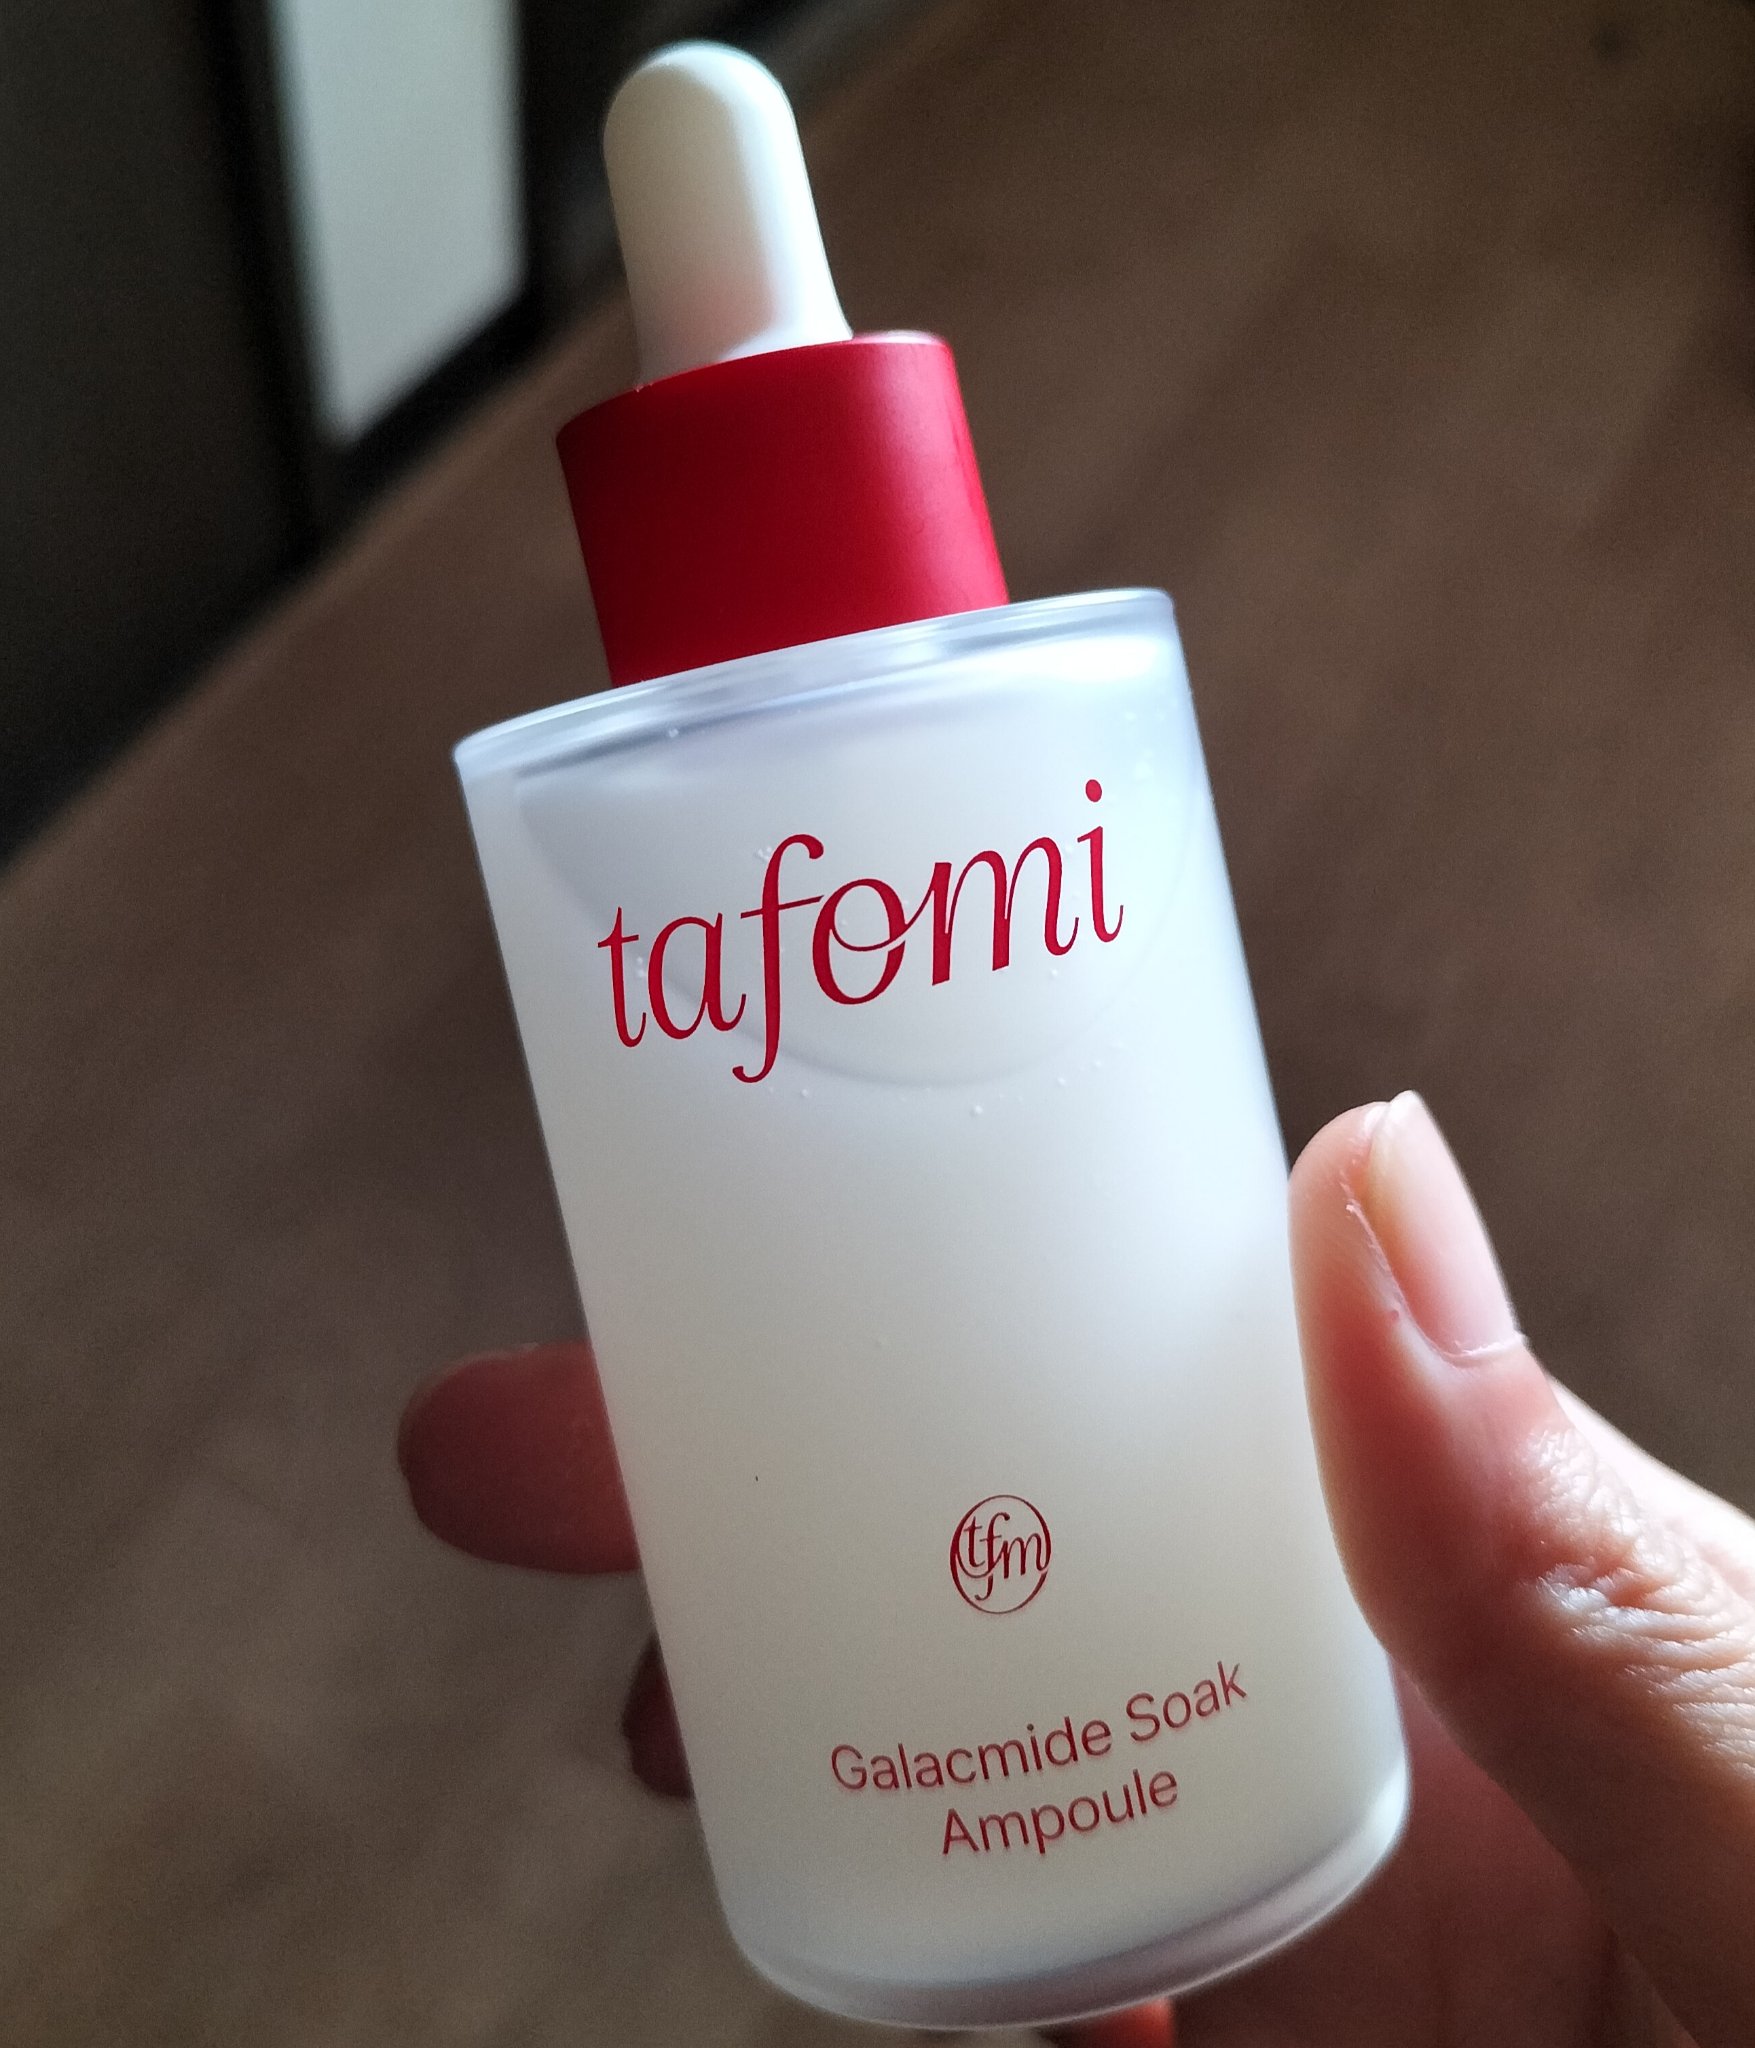 tafomi
tfm
Galacmide Soak
Ampoule